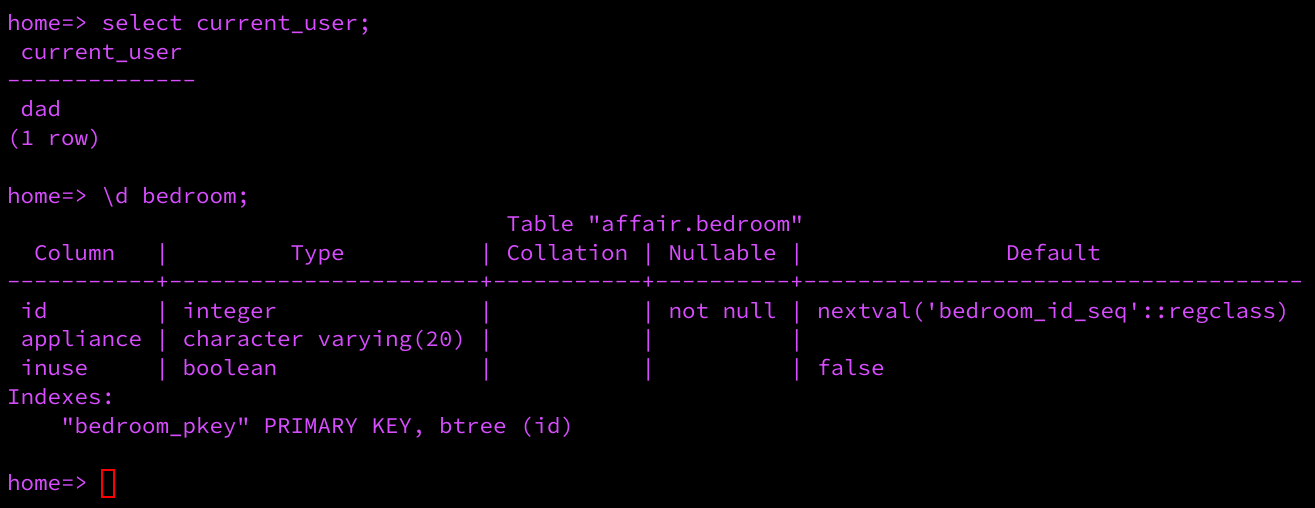 home=> select current_user;
 current_user
--------------
 dad
(1 row)

home=> \d bedroom;
                                     Table "affair.bedroom"
  Column   |         Type          | Collation | Nullable |               Default
-----------+-----------------------+-----------+----------+-------------------------------------
 id        | integer               |           | not null | nextval('bedroom_id_seq'::regclass)
 appliance | character varying(20) |           |          |
 inuse     | boolean               |           |          | false
Indexes:
    "bedroom_pkey" PRIMARY KEY, btree (id)

home=>